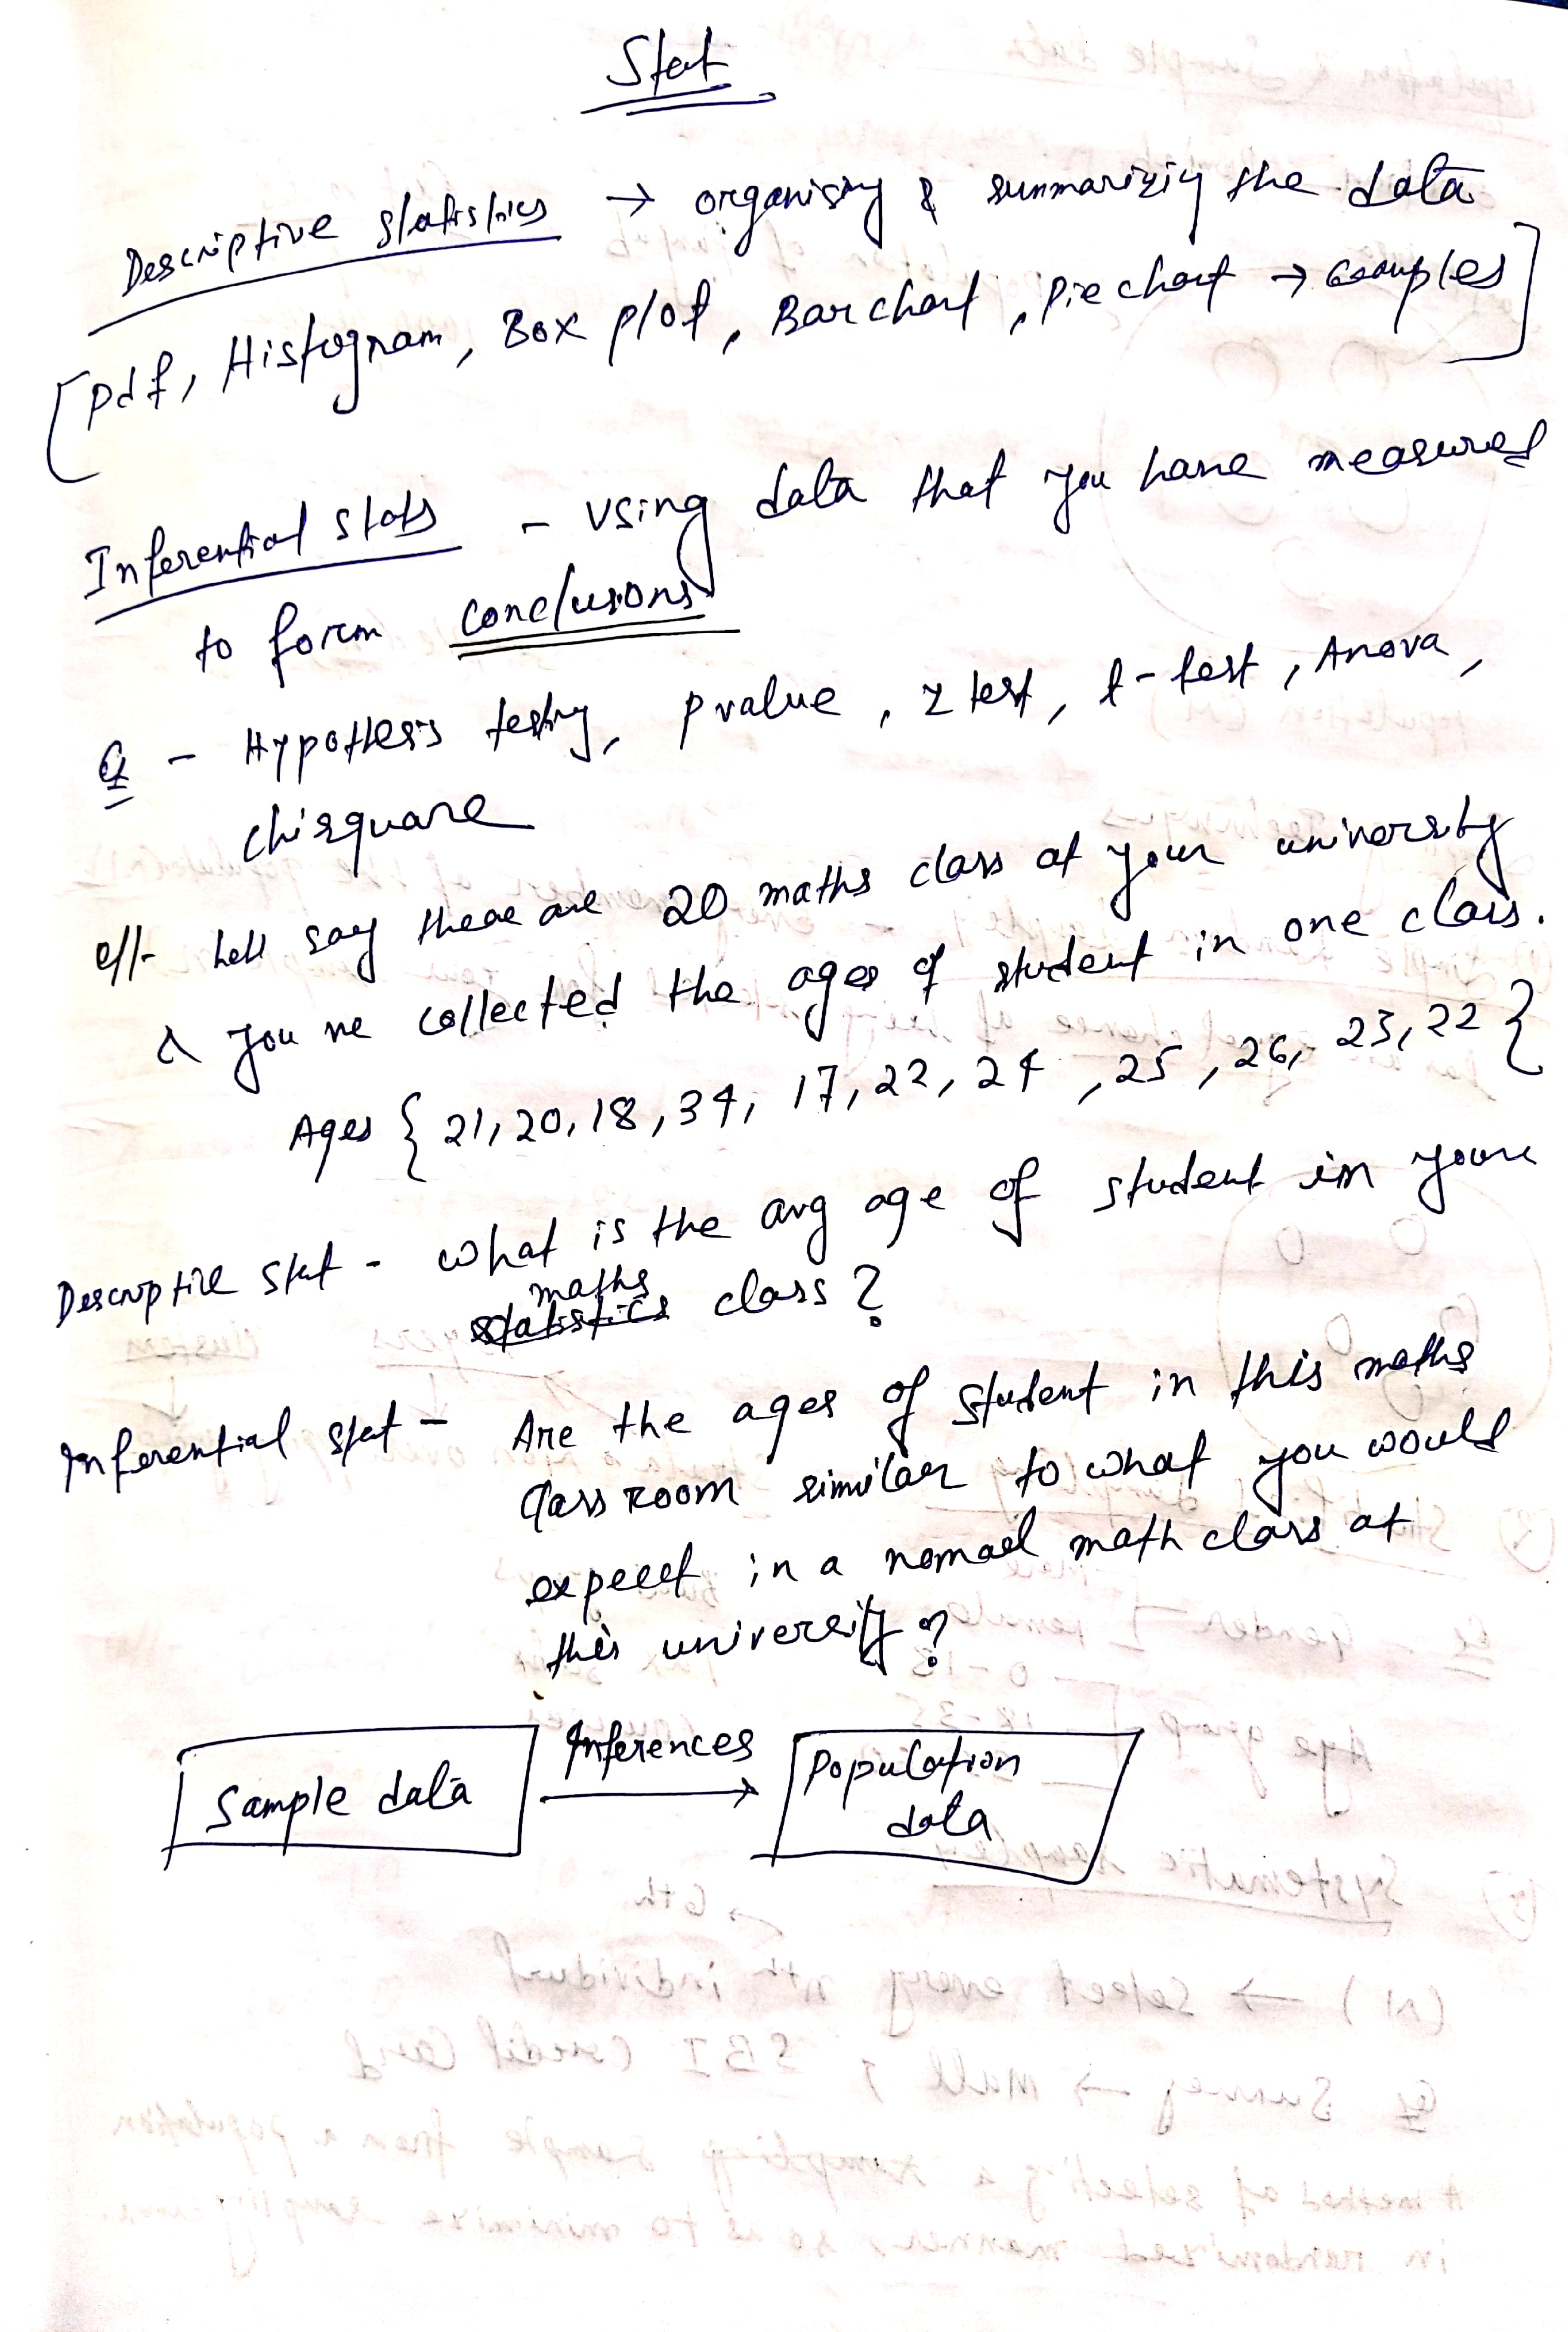 Stat
Descriptive statistics → organising & summarizing the data
[pdf, Histogram, Box plot, Bar chart, Pie chart → Examples]
Inferential stats - Using data that you have measured
to form conclusions
Eg - Hypothesis testing, p value, z test, t-test, Anova,
chisquare
let say there are 20 maths class at your university
& you ve collected the ages of student in one class.
Ages { 21, 20, 18, 34, 17, 22, 24, 25, 26, 23, 22 }
Descriptive Stat - what is the avg age of student in your
maths
statistics class?
Inferential stat - Are the ages of student in this maths
Class room similar to what you would
expect in a normal math class at
this university?
Inferences
Sample data → Population
data